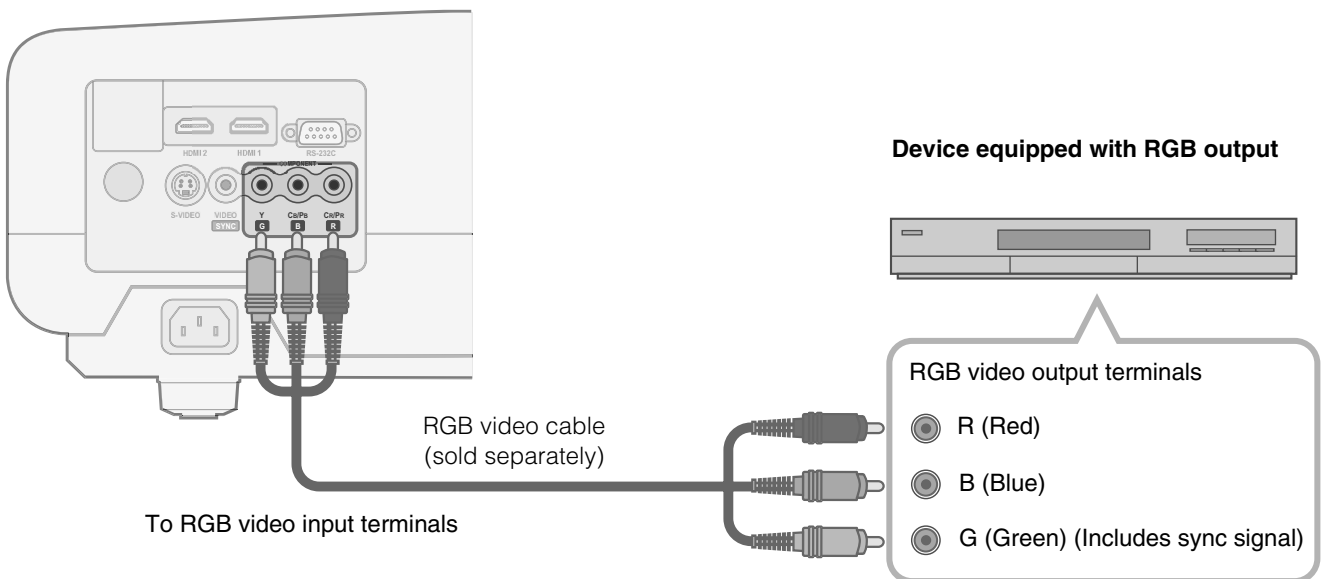 HDMI 2 HDMI 1 RS-232C
COMPONENT
S-VIDEO VIDEO Y CB/PB CR/PR
SYNC G B R
Device equipped with RGB output
RGB video output terminals
R (Red)
B (Blue)
G (Green) (Includes sync signal)
RGB video cable
(sold separately)
To RGB video input terminals